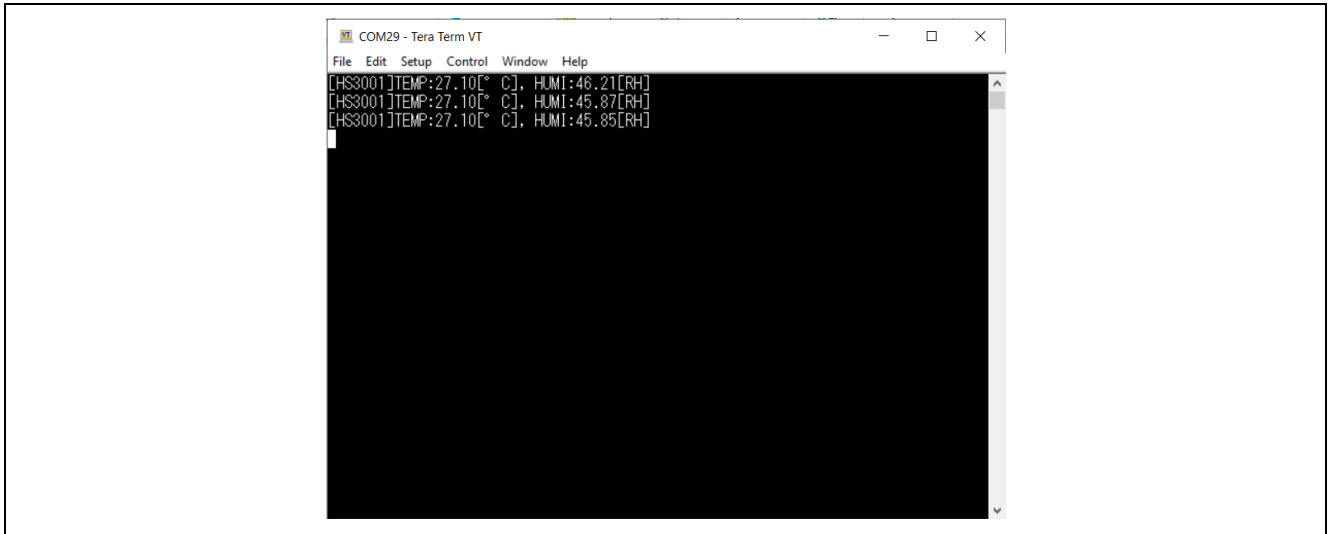 COM29 - Tera Term VT
File Edit Setup Control Window Help
[HS3001]TEMP:27.10[° C], HUMI:46.21[RH]
[HS3001]TEMP:27.10[° C], HUMI:45.87[RH]
[HS3001]TEMP:27.10[° C], HUMI:45.85[RH]